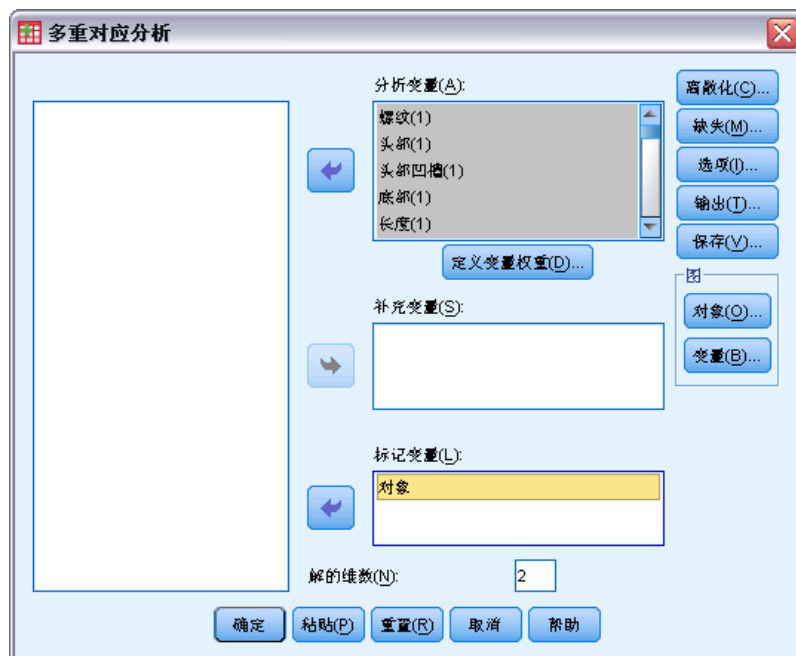 多重对应分析
分析变量(A):
螺纹(1)
头部(1)
头部凹槽(1)
底部(1)
长度(1)
定义变量权重(D)...
补充变量(S):
标记变量(L):
对象
解的维数(N):
2
离散化(C)...
缺失(M)...
选项(I)...
输出(T)...
保存(V)...
图
对象(O)...
变量(B)...
确定
粘贴(P)
重置(R)
取消
帮助